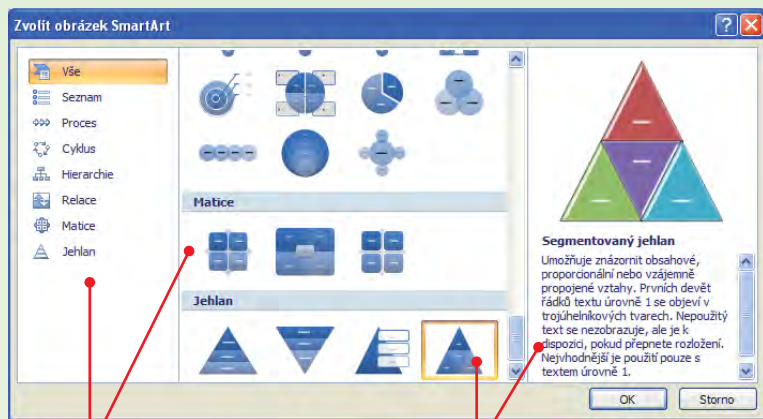 Zvolit obrázek SmartArt
Vše
Seznam
Proces
Cyklus
Hierarchie
Relace
Matice
Jehlan
Matice
Jehlan
Segmentovaný jehlan
Umožňuje znázornit obsahové,
proporcionální nebo vzájemně
propojené vztahy. Prvních devět
řádků textu úrovně 1 se objeví v
trojúhelníkových tvarech. Nepoužitý
text se nezobrazuje, ale je k
dispozici, pokud přepnete rozložení.
Nejvhodnější je použití pouze s
textem úrovně 1.
OK
Storno